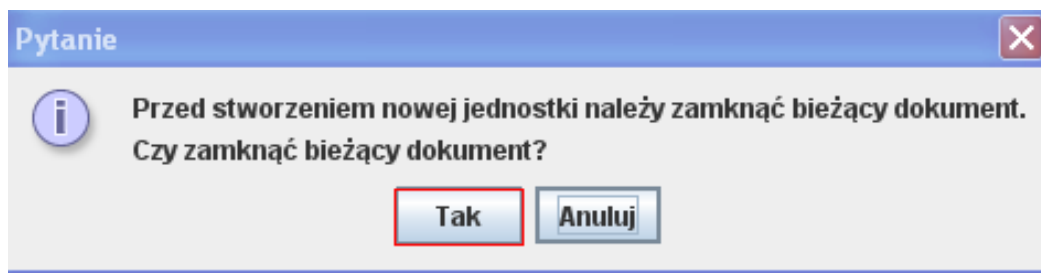 Pytanie
Przed stworzeniem nowej jednostki należy zamknąć bieżący dokument.
Czy zamknąć bieżący dokument?
Tak Anuluj